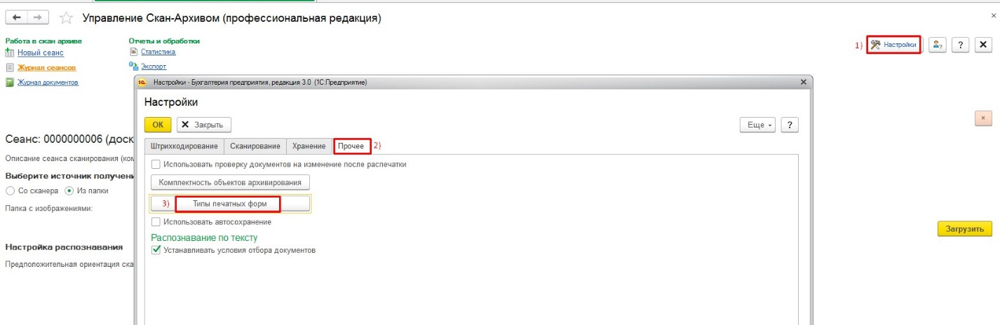 Управление Скан-Архивом (профессиональная редакция)
Работа в скан архиве
Отчеты и обработки
Новый сеанс
Статистика
1) Настройки
?
Журнал сеансов
Экспорт
Журнал документов
1С Настройки - Бухгалтерия предприятия, редакция 3.0 (1С:Предприятие)
Настройки
ОК
Закрыть
Еще
?
Сеанс: 0000000006 (доск
Штрихкодирование
Сканирование
Хранение
Прочее 2)
Описание сеанса сканирования (ком
Использовать проверку документов на изменение после распечатки
Выберите источник получени
Комплектность объектов архивирования
Со сканера
Из папки
3) Типы печатных форм
Папка с изображениями:
Использовать автосохранение
Загрузить
Распознавание по тексту
Настройка распознавания
Устанавливать условия отбора документов
Предположительная ориентация ска